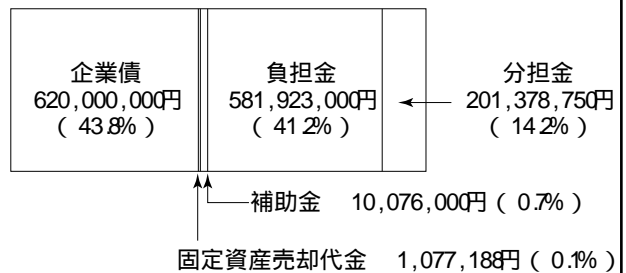 企業債
620,000,000円
( 43.8% )
負担金
581,923,000円
( 41.2% )
分担金
201,378,750円
( 14.2% )
補助金 10,076,000円 ( 0.7% )
固定資産売却代金 1,077,188円 ( 0.1% )